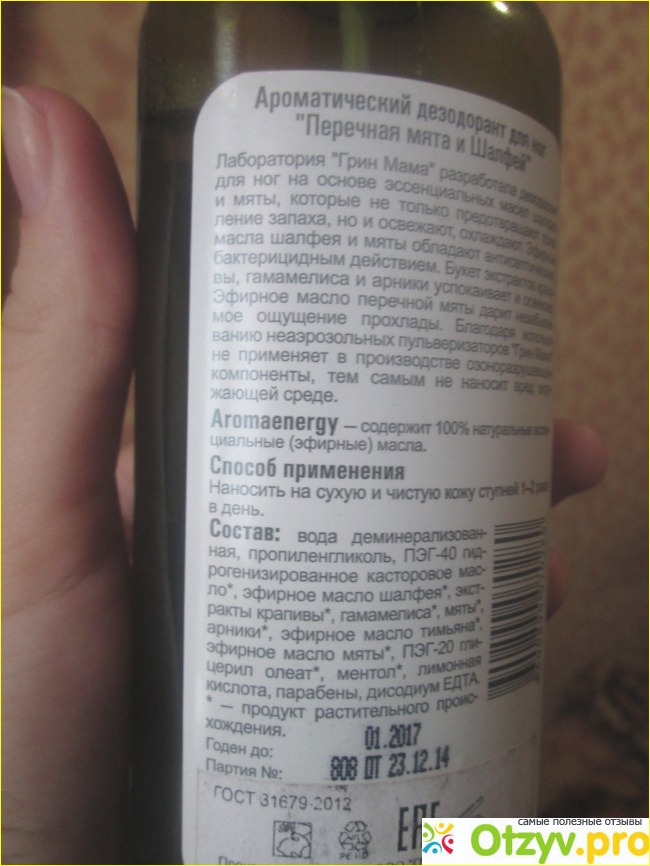 Ароматический дезодорант для ног
"Перечная мята и Шалфей"
Лаборатория "Грин Мама" разработала
для ног на основе эссенциальных масел
и мяты, которые не только предотвращают
ление запаха, но и освежают, охлаждают.
масла шалфея и мяты обладают
бактерицидным действием. Букет экстрактов
вы, гамамелиса и арники успокаивает и
Эфирное масло перечной мяты дарит
мое ощущение прохлады. Благодаря
ванию неаэрозольных пульверизаторов "Грин Мама"
не применяет в производстве озоноразрушающие
компоненты, тем самым не наносит вред
жающей среде.
Aromaenergy – содержит 100% натуральные
циальные (эфирные) масла.
Способ применения
Наносить на сухую и чистую кожу ступней 1–2 раза
в день.
Состав: вода деминерализован-
ная, пропиленгликоль, ПЭГ-40 гид-
рогенизированное касторовое мас-
ло*, эфирное масло шалфея*, экст-
ракты крапивы*, гамамелиса*, мяты*,
арники*, эфирное масло тимьяна*,
эфирное масло мяты*, ПЭГ-20 гли-
церил олеат*, ментол*, лимонная
кислота, парабены, дисодиум ЕДТА.
* – продукт растительного проис-
хождения.
Годен до: 01.2017
Партия №: 808 ОТ 23.12.14
ГОСТ 31679-2012
самые полезные отзывы
Otzyv.pro